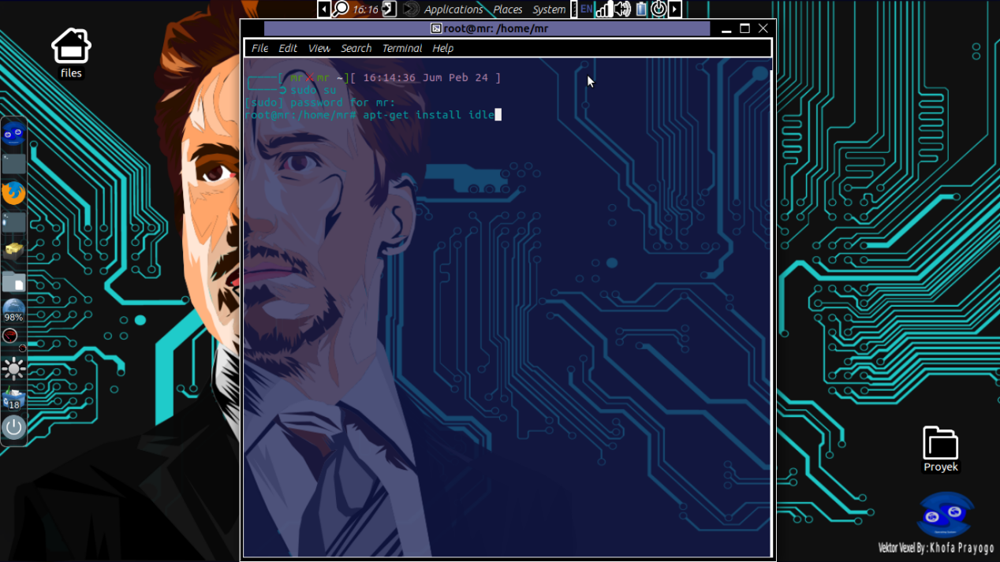 16:16 Applications Places System EN
files
root@mr: /home/mr
File Edit View Search Terminal Help
[ mr✗mr ~][ 16:14:36 Jum Peb 24 ]
sudo su
[sudo] password for mr:
root@mr:/home/mr# apt-get install idle
98%
18
Proyek
Vektor Vexel By : Khofa Prayogo